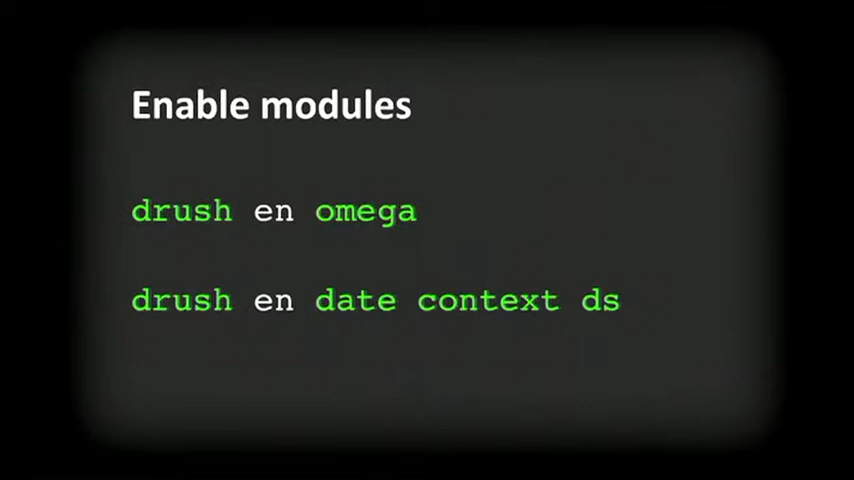 Enable modules
drush en omega
drush en date context ds